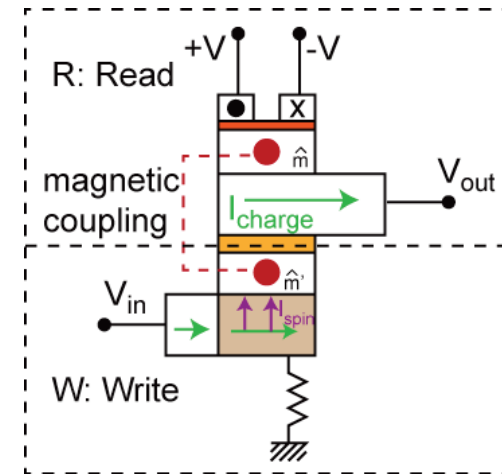 +V -V
R: Read
X
m̂
magnetic
coupling
V_out
I_charge
m̂'
V_in
I_spin
W: Write